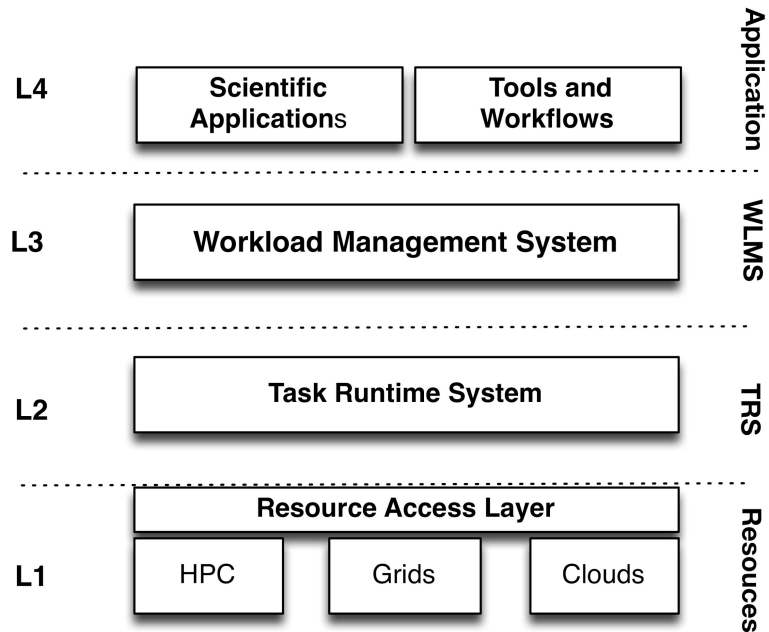 Application
L4
Scientific
Applications
Tools and
Workflows
L3
Workload Management System
WLMS
L2
Task Runtime System
TRS
Resource Access Layer
L1
HPC
Grids
Clouds
Resouces